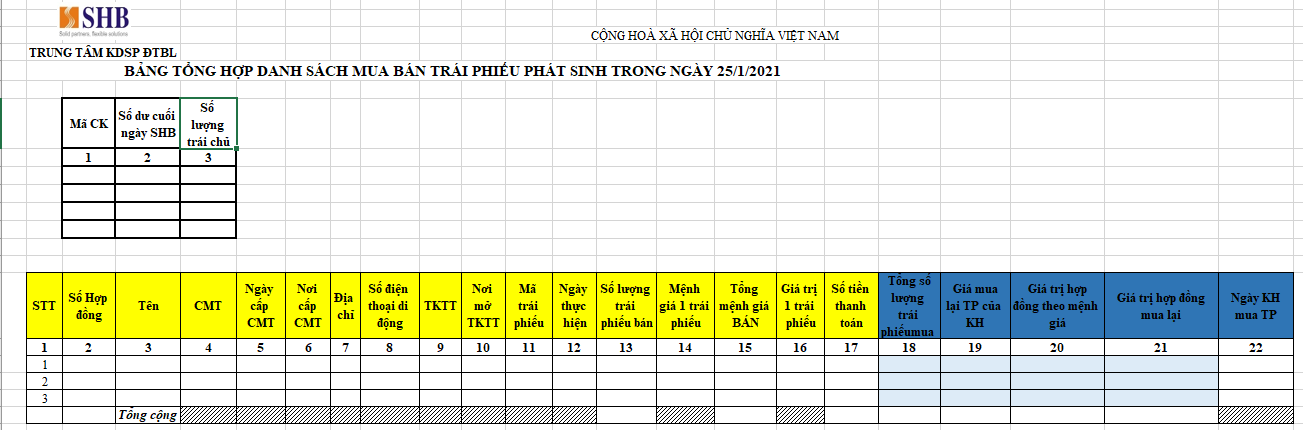 SHB
Solid partners, flexible solutions
CỘNG HOÀ XÃ HỘI CHỦ NGHĨA VIỆT NAM
TRUNG TÂM KDSP ĐTBL
BẢNG TỔNG HỢP DANH SÁCH MUA BÁN TRÁI PHIẾU PHÁT SINH TRONG NGÀY 25/1/2021
Mã CK Số dư cuối ngày SHB Số lượng trái chủ
1 2 3
STT Số Hợp đồng Tên CMT Ngày cấp CMT Nơi cấp CMT Địa chỉ Số điện thoại di động TKTT Nơi mở TKTT Mã trái phiếu Ngày thực hiện Số lượng trái phiếu bán Mệnh giá 1 trái phiếu Tổng mệnh giá BÁN Giá trị 1 trái phiếu Số tiền thanh toán Tổng số lượng trái phiếumua Giá mua lại TP của KH Giá trị hợp đồng theo mệnh giá Giá trị hợp đồng mua lại Ngày KH mua TP
1 2 3 4 5 6 7 8 9 10 11 12 13 14 15 16 17 18 19 20 21 22
1
2
3
Tổng cộng